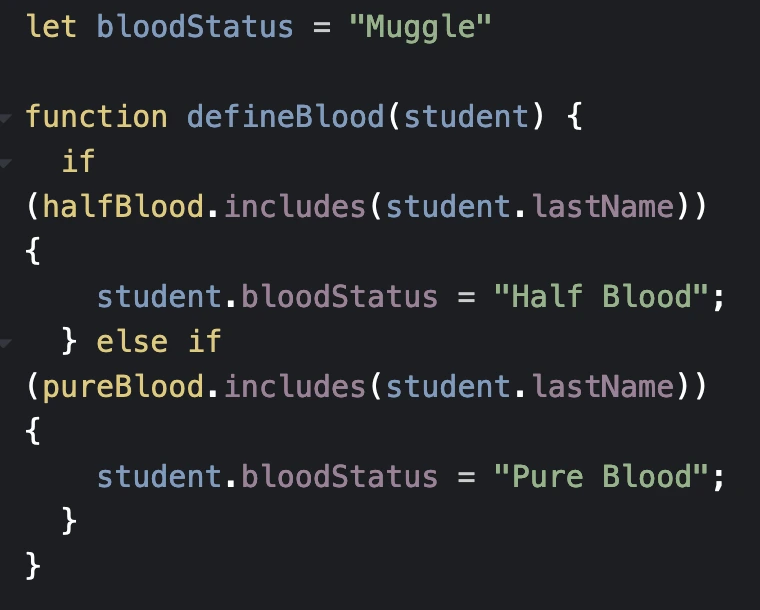 let bloodStatus = "Muggle"
function defineBlood(student) {
if
(halfBlood.includes(student.lastName))
{
student.bloodStatus = "Half Blood";
} else if
(pureBlood.includes(student.lastName))
{
student.bloodStatus = "Pure Blood";
}
}